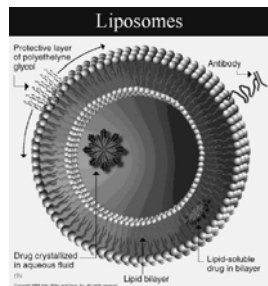 Liposomes
Protective layer
of polyethelyne
glycol
Antibody
Drug crystallized
in aqueous fluid
Lipid bilayer
Lipid-soluble
drug in bilayer